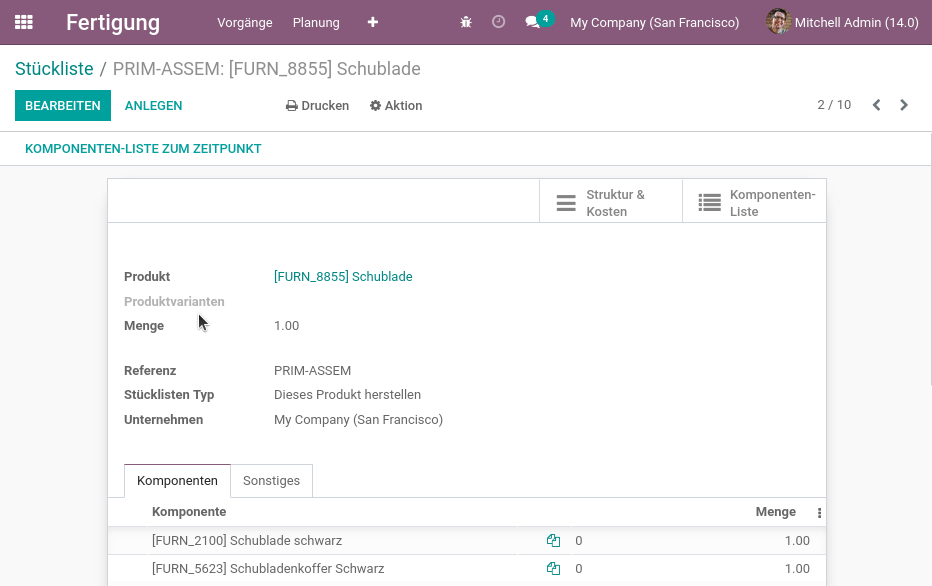 Fertigung Vorgänge Planung 4 My Company (San Francisco) Mitchell Admin (14.0)
Stückliste / PRIM-ASSEM: [FURN_8855] Schublade
BEARBEITEN ANLEGEN Drucken Aktion 2 / 10
KOMPONENTEN-LISTE ZUM ZEITPUNKT
Struktur &
Kosten
Komponenten-
Liste
Produkt [FURN_8855] Schublade
Produktvarianten
Menge 1.00
Referenz PRIM-ASSEM
Stücklisten Typ Dieses Produkt herstellen
Unternehmen My Company (San Francisco)
Komponenten Sonstiges
Komponente Menge
[FURN_2100] Schublade schwarz 0 1.00
[FURN_5623] Schubladenkoffer Schwarz 0 1.00